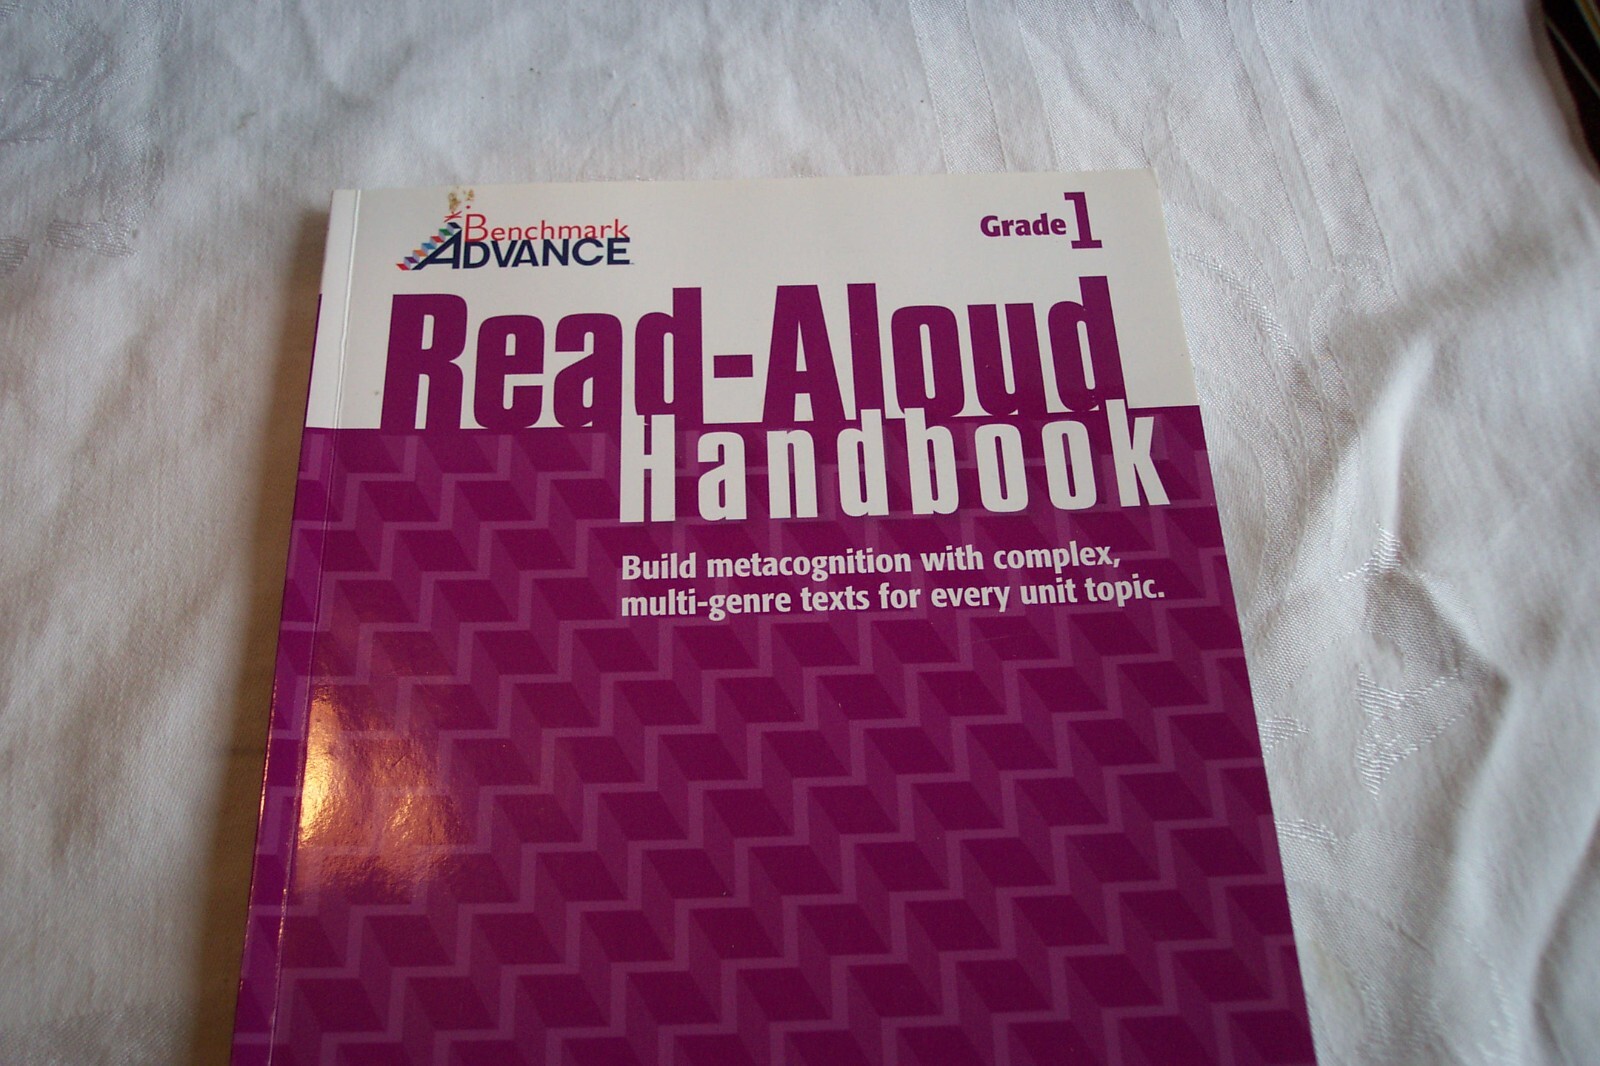 Benchmark
ADVANCE
Grade 1
Read-Aloud
Handbook
Build metacognition with complex,
multi-genre texts for every unit topic.